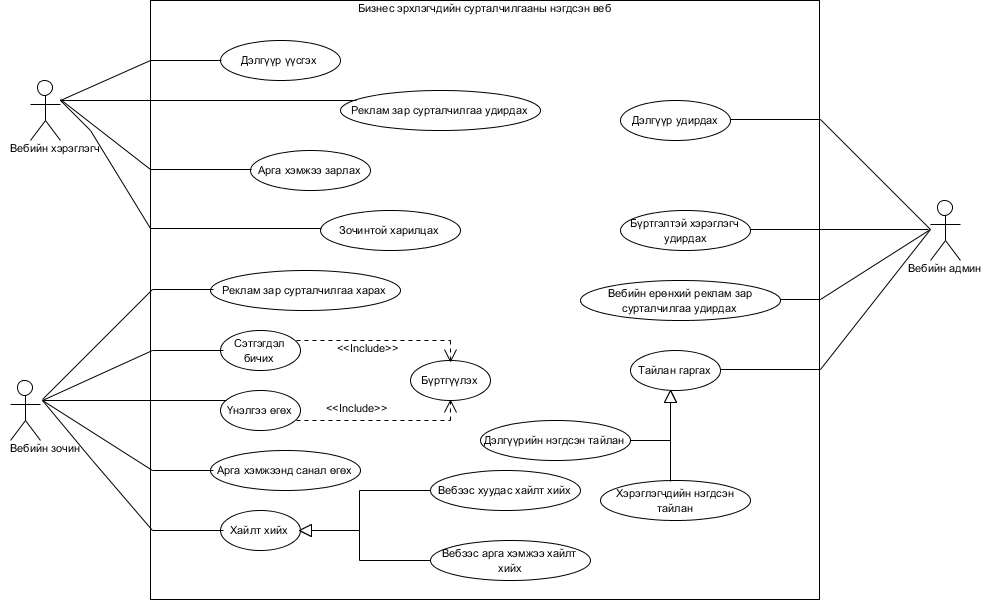 Бизнес эрхлэгчдийн сурталчилгааны нэгдсэн веб
Дэлгүүр үүсгэх
Реклам зар сурталчилгаа удирдах
Дэлгүүр удирдах
Вебийн хэрэглэгч
Арга хэмжээ зарлах
Зочинтой харилцах
Бүртгэлтэй хэрэглэгч
удирдах
Вебийн админ
Реклам зар сурталчилгаа харах
Вебийн ерөнхий реклам зар
сурталчилгаа удирдах
Сэтгэгдэл
бичих
<<Include>>
Бүртгүүлэх
Тайлан гаргах
Үнэлгээ өгөх
<<Include>>
Вебийн зочин
Дэлгүүрийн нэгдсэн тайлан
Арга хэмжээнд санал өгөх
Вебээс хуудас хайлт хийх
Хэрэглэгчдийн нэгдсэн
тайлан
Хайлт хийх
Вебээс арга хэмжээ хайлт
хийх